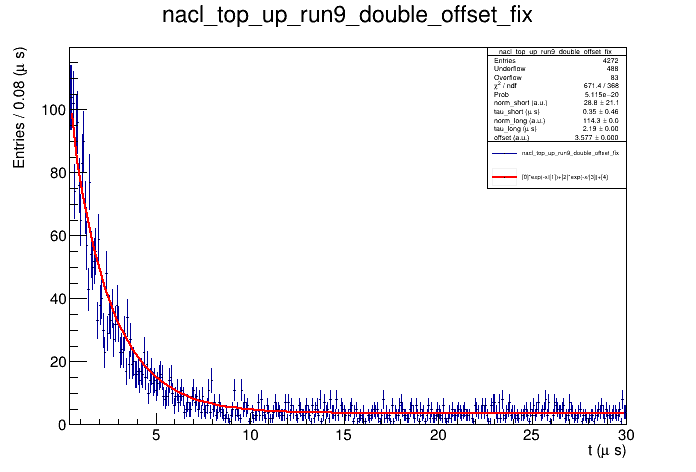 nacl_top_up_run9_double_offset_fix
Entries / 0.08 (μ s)
nacl_top_up_run9_double_offset_fix
Entries 4272
Underflow 488
Overflow 83
χ² / ndf 671.4 / 368
Prob 5.115e−20
norm_short (a.u.) 28.8 ± 21.1
tau_short (μ s) 0.35 ± 0.46
norm_long (a.u.) 114.3 ± 0.0
tau_long (μ s) 2.19 ± 0.00
offset (a.u.) 3.577 ± 0.000
nacl_top_up_run9_double_offset_fix
[0]*exp(-x/[1])+[2]*exp(-x/[3])+[4]
100
80
60
40
20
0
5 10 15 20 25 30
t (μ s)